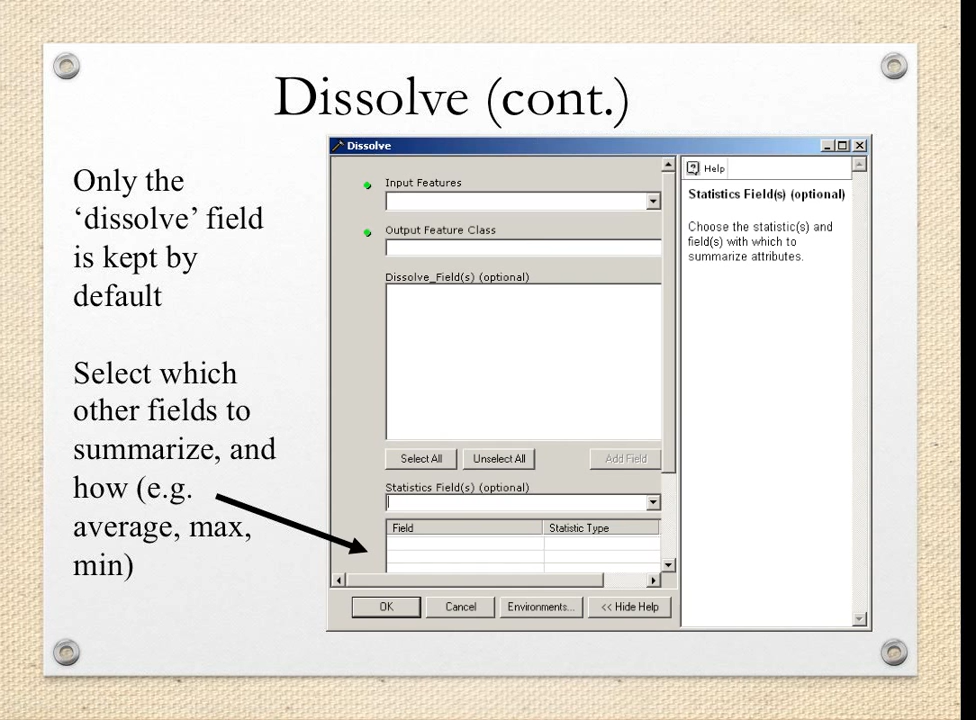 Dissolve (cont.)
Only the
‘dissolve’ field
is kept by
default
Select which
other fields to
summarize, and
how (e.g.
average, max,
min)
Dissolve
Input Features
Output Feature Class
Dissolve_Field(s) (optional)
Select All
Unselect All
Add Field
Statistics Field(s) (optional)
Field
Statistic Type
OK
Cancel
Environments...
<< Hide Help
Help
Statistics Field(s) (optional)
Choose the statistic(s) and
field(s) with which to
summarize attributes.